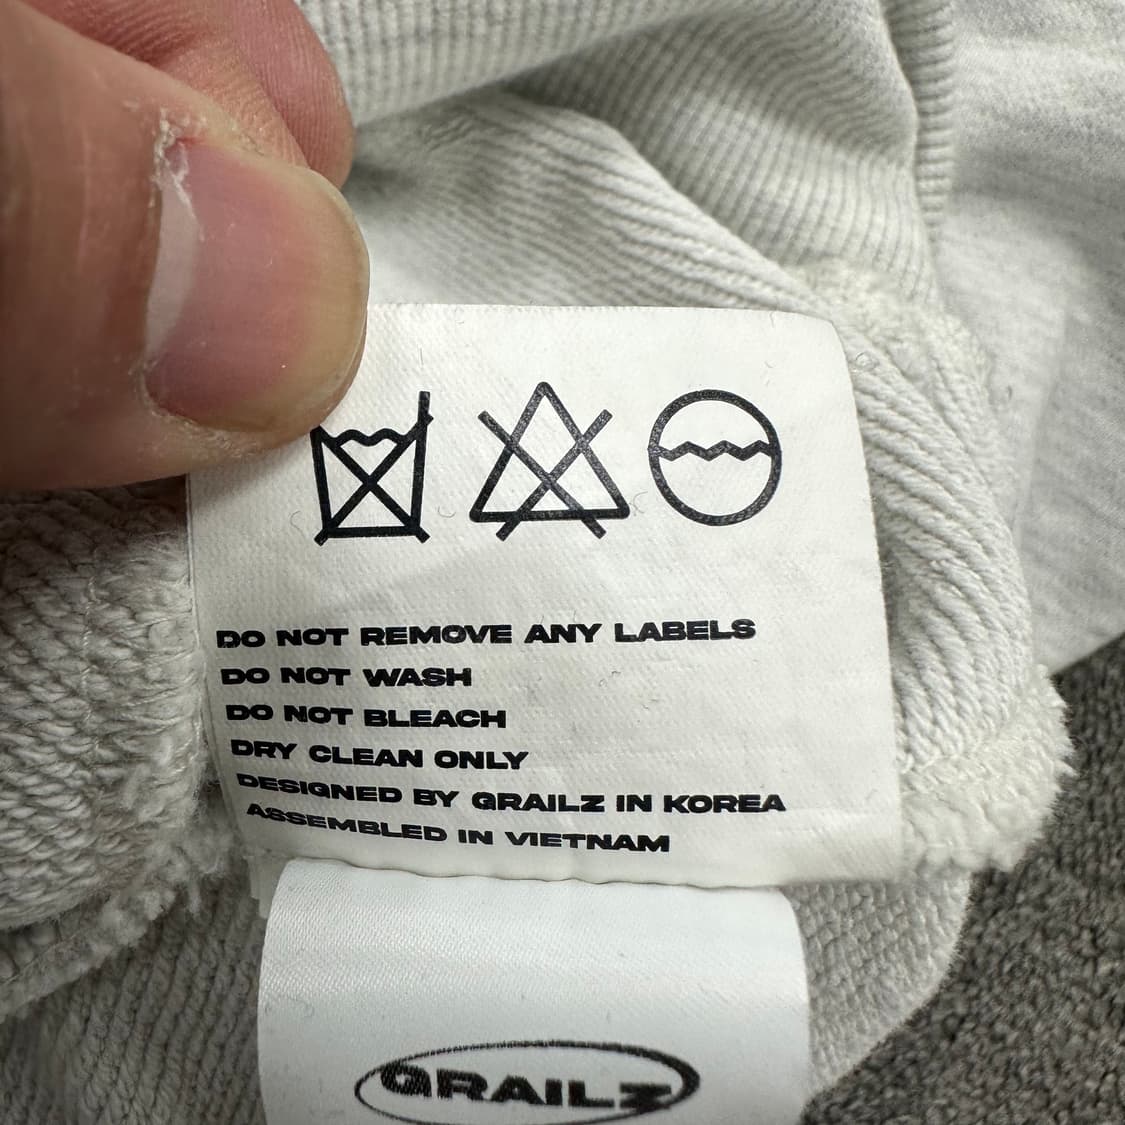 DO NOT REMOVE ANY LABELS
DO NOT WASH
DO NOT BLEACH
DRY CLEAN ONLY
DESIGNED BY GRAILZ IN KOREA
ASSEMBLED IN VIETNAM
GRAILZ